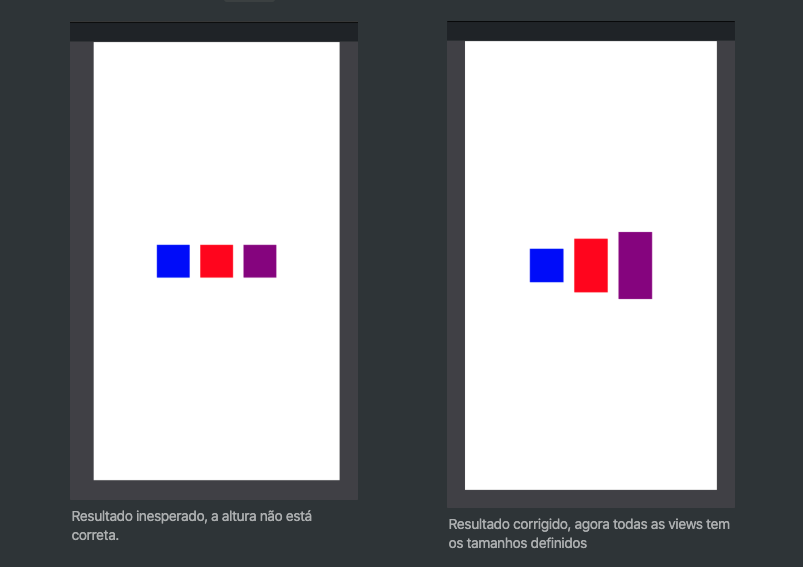 Resultado inesperado, a altura não está
correta.
Resultado corrigido, agora todas as views tem
os tamanhos definidos